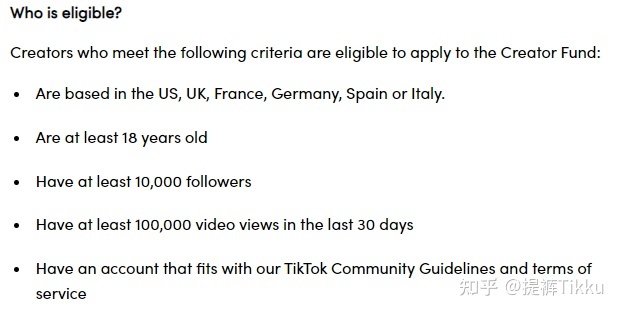 Who is eligible?
Creators who meet the following criteria are eligible to apply to the Creator Fund:
• Are based in the US, UK, France, Germany, Spain or Italy.
• Are at least 18 years old
• Have at least 10,000 followers
• Have at least 100,000 video views in the last 30 days
• Have an account that fits with our TikTok Community Guidelines and terms of
service
知乎 @提裤Tikku